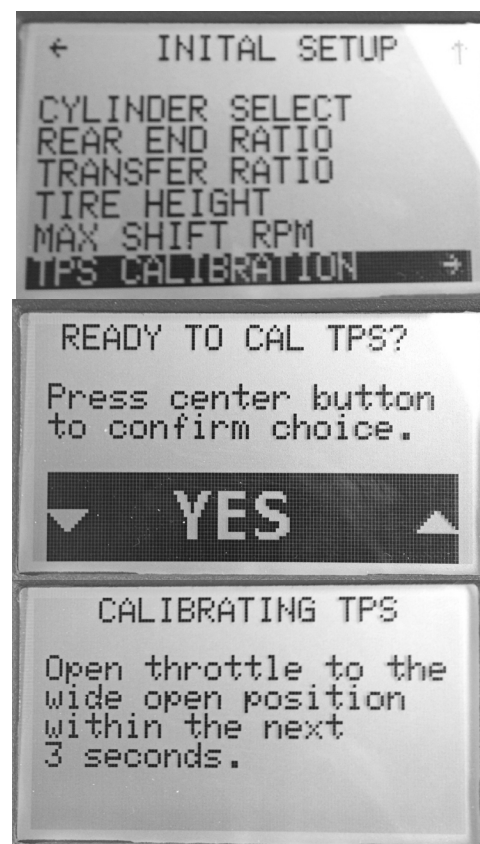 ← INITAL SETUP ↑
CYLINDER SELECT
REAR END RATIO
TRANSFER RATIO
TIRE HEIGHT
MAX SHIFT RPM
TPS CALIBRATION →
READY TO CAL TPS?
Press center button
to confirm choice.
YES
CALIBRATING TPS
Open throttle to the
wide open position
within the next
3 seconds.